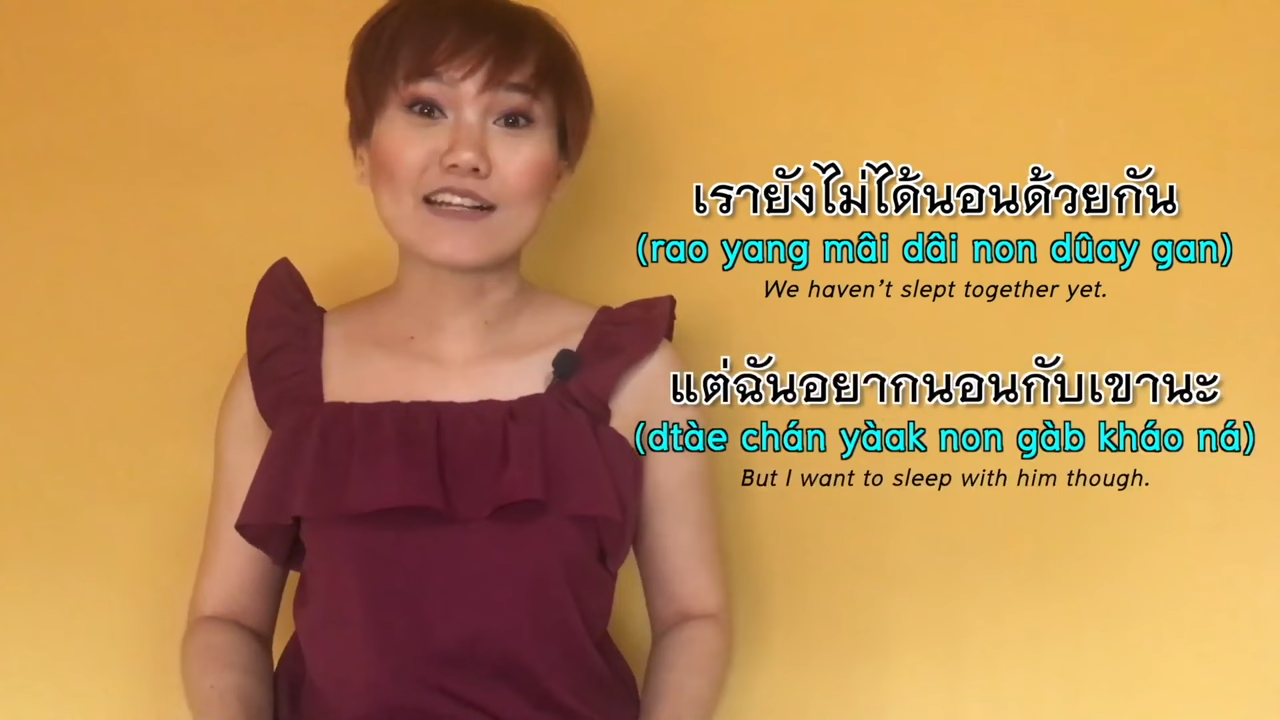 เรายังไม่ได้นอนด้วยกัน
(rao yang mâi dâi non dûay gan)
We haven't slept together yet.
แต่ฉันอยากนอนกับเขานะ
(dtàe chán yàak non gàb kháo ná)
But I want to sleep with him though.